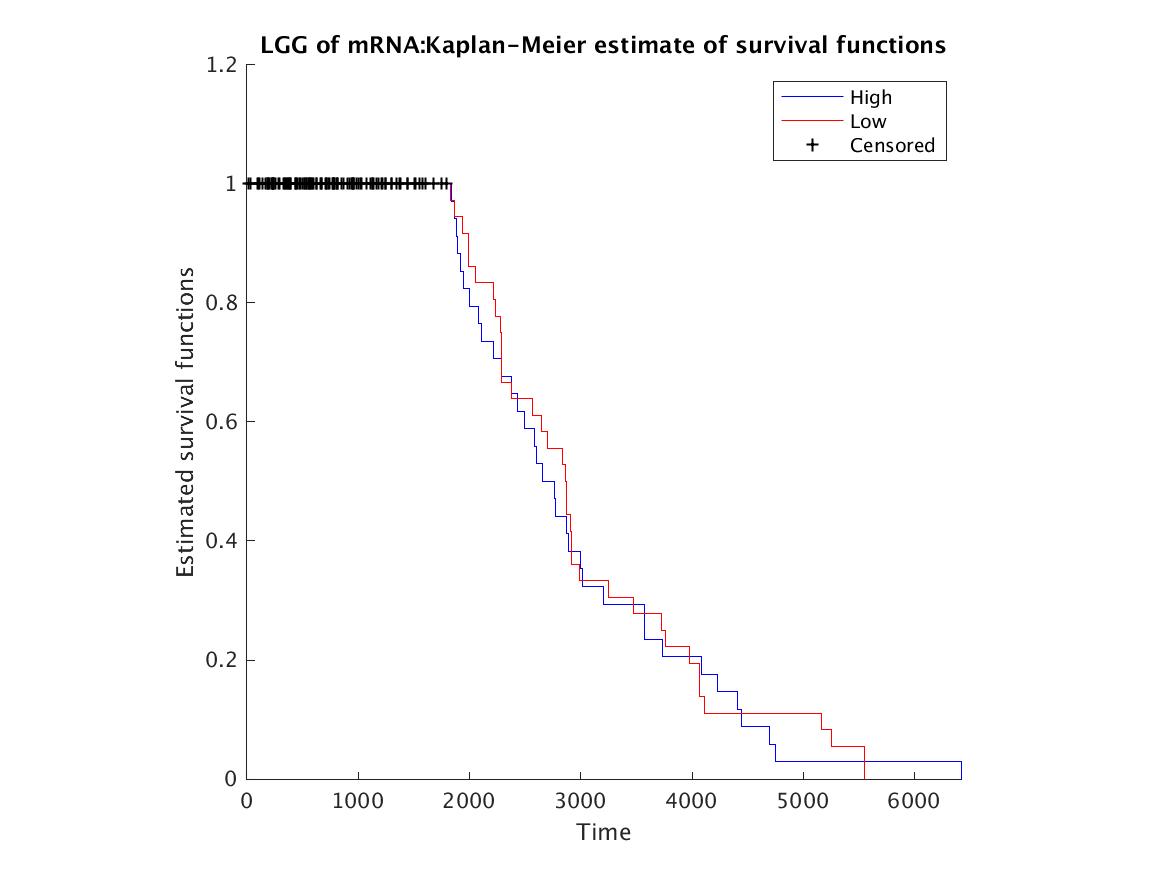 LGG of mRNA:Kaplan-Meier estimate of survival functions
1.2
1
0.8
0.6
0.4
0.2
0
Estimated survival functions
High
Low
Censored
0 1000 2000 3000 4000 5000 6000
Time